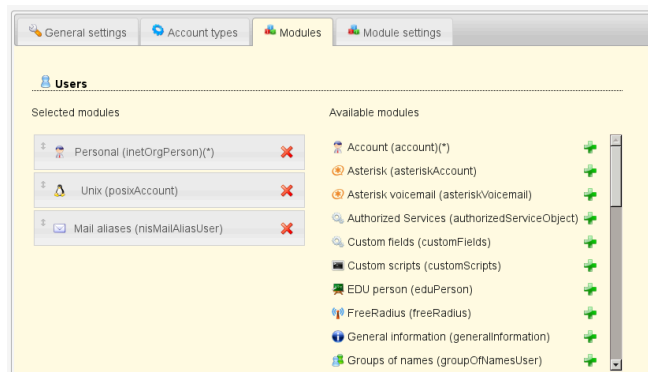 General settings
Account types
Modules
Module settings
Users
Selected modules
Available modules
Personal (inetOrgPerson)(*)
Unix (posixAccount)
Mail aliases (nisMailAliasUser)
Account (account)(*)
Asterisk (asteriskAccount)
Asterisk voicemail (asteriskVoicemail)
Authorized Services (authorizedServiceObject)
Custom fields (customFields)
Custom scripts (customScripts)
EDU person (eduPerson)
FreeRadius (freeRadius)
General information (generalInformation)
Groups of names (groupOfNamesUser)